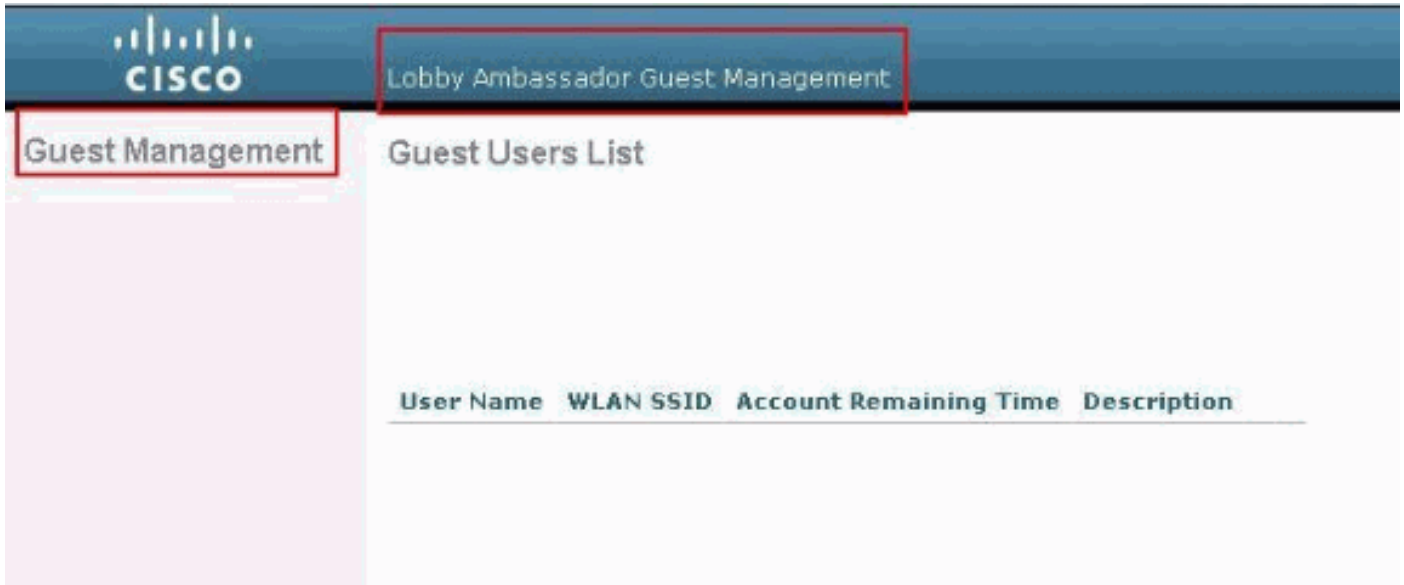 CISCO
Lobby Ambassador Guest Management
Guest Management
Guest Users List
User Name WLAN SSID Account Remaining Time Description